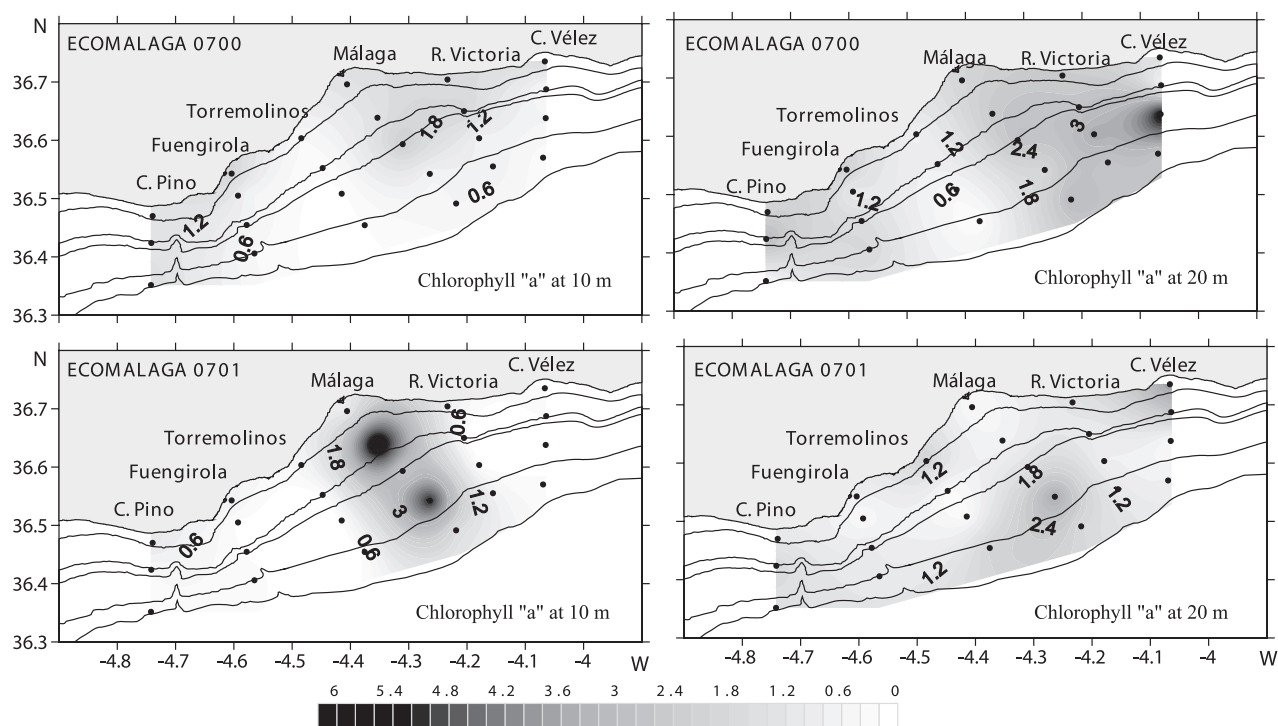 N
ECOMALAGA 0700
Málaga
R. Victoria
C. Vélez
Torremolinos
Fuengirola
C. Pino
1.8
1.2
0.6
1.2
0.6
Chlorophyll "a" at 10 m
36.7
36.6
36.5
36.4
36.3
ECOMALAGA 0700
Málaga
R. Victoria
C. Vélez
Torremolinos
Fuengirola
C. Pino
3
1.2
2.4
0.6
1.8
1.2
Chlorophyll "a" at 20 m
N
ECOMALAGA 0701
Málaga
R. Victoria
C. Vélez
Torremolinos
Fuengirola
C. Pino
0.6
1.8
3
1.2
0.6
0.6
Chlorophyll "a" at 10 m
36.7
36.6
36.5
36.4
36.3
-4.8 -4.7 -4.6 -4.5 -4.4 -4.3 -4.2 -4.1 -4 W
ECOMALAGA 0701
Málaga
R. Victoria
C. Vélez
Torremolinos
Fuengirola
C. Pino
1.2
1.8
1.2
2.4
1.2
Chlorophyll "a" at 20 m
-4.8 -4.7 -4.6 -4.5 -4.4 -4.3 -4.2 -4.1 -4 W
6 5.4 4.8 4.2 3.6 3 2.4 1.8 1.2 0.6 0